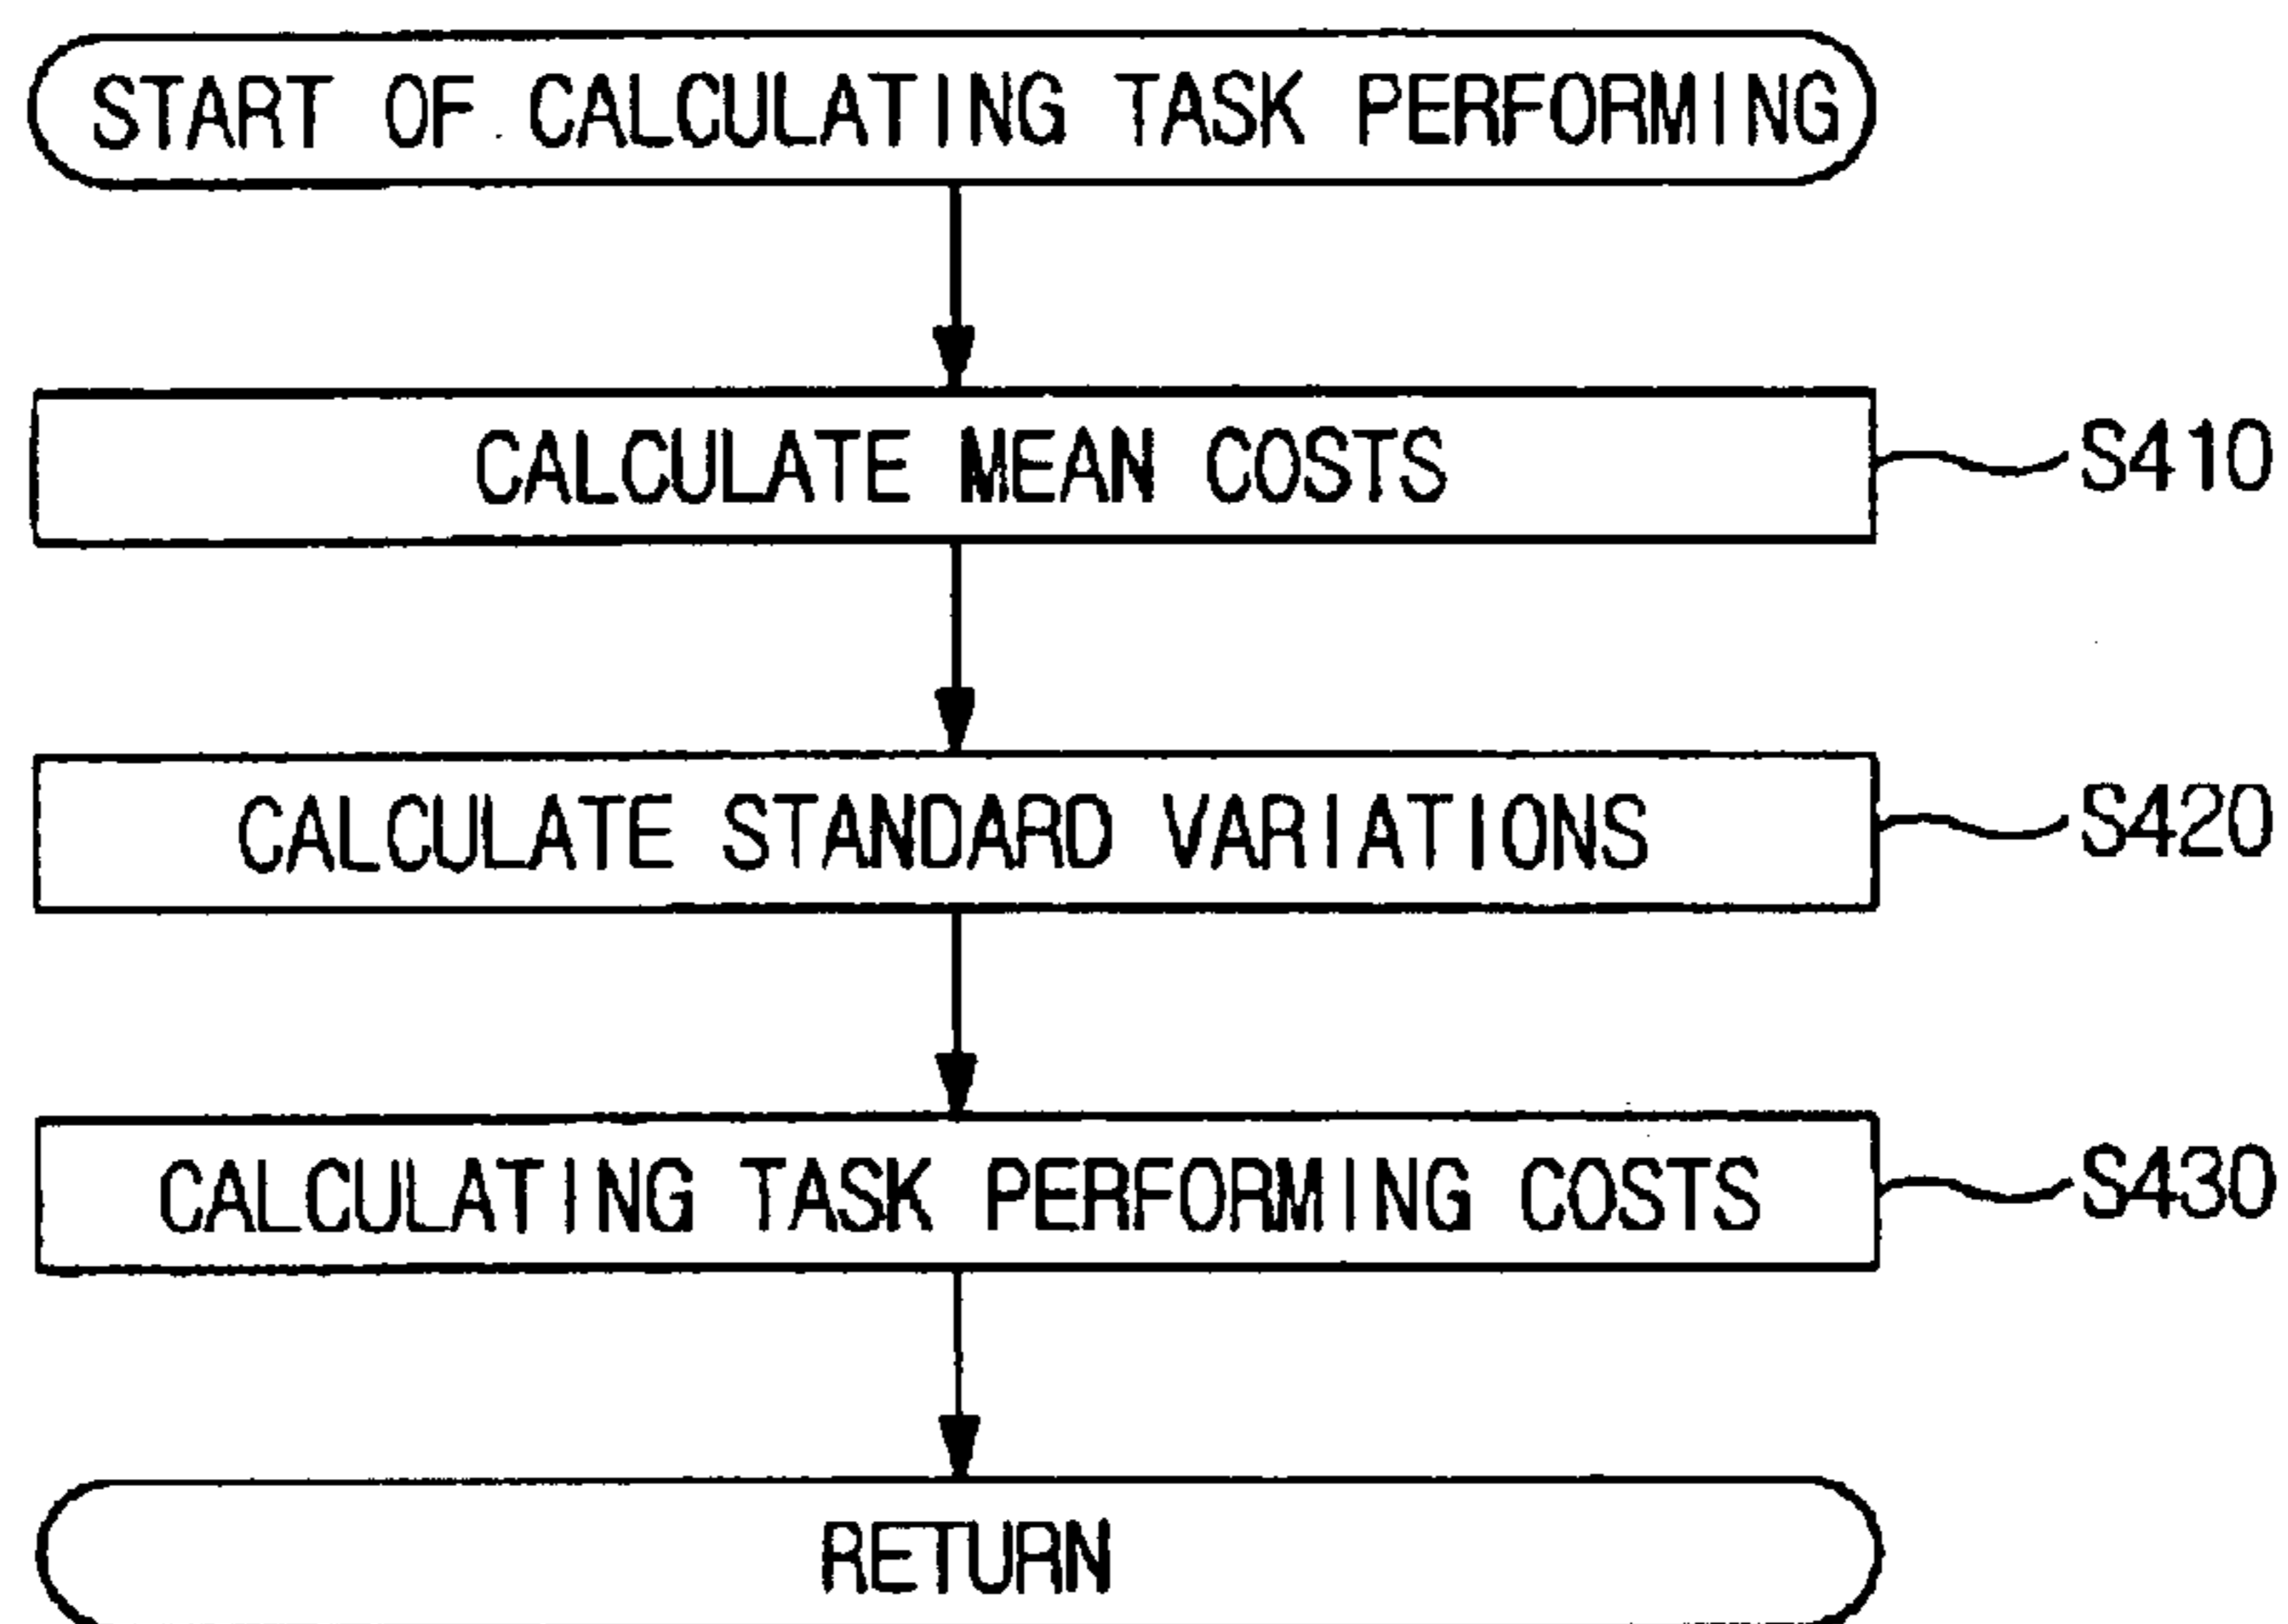 START OF CALCULATING TASK PERFORMING
CALCULATE MEAN COSTS
S410
CALCULATE STANDARD VARIATIONS
S420
CALCULATING TASK PERFORMING COSTS
S430
RETURN